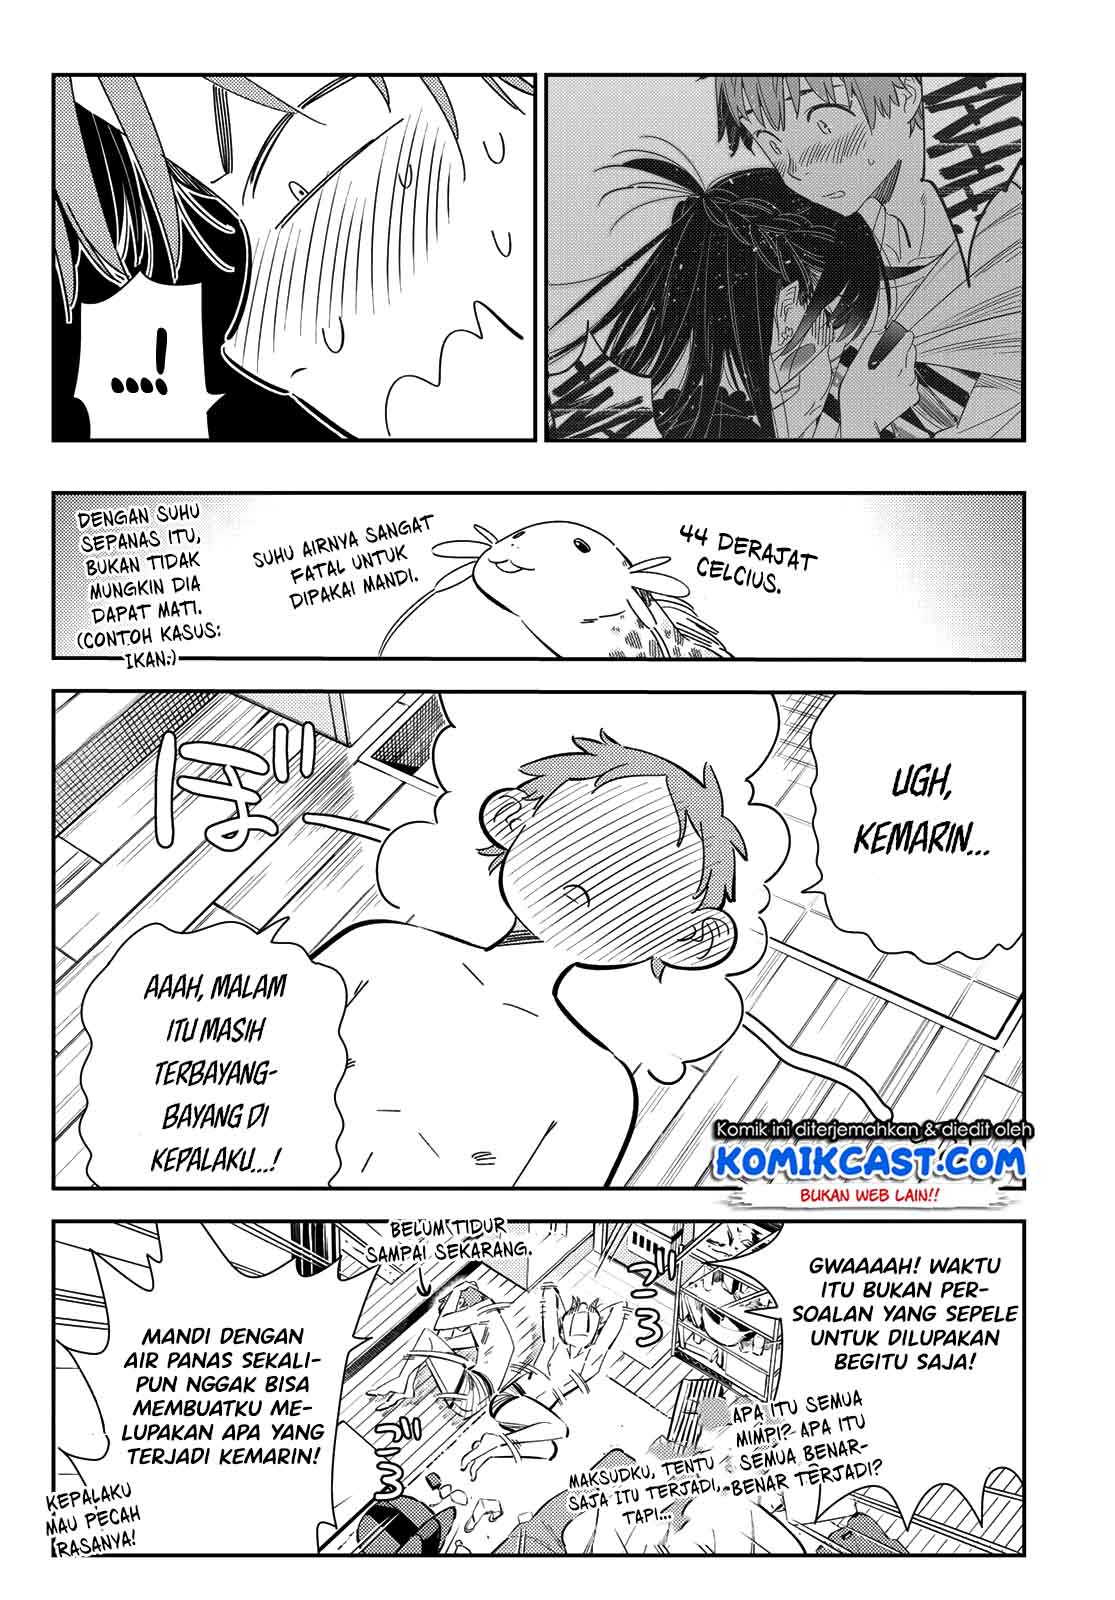 ....!
44 DERAJAT
CELCIUS.
SUHU AIRNYA SANGAT
FATAL UNTUK
DIPAKAI MANDI.
DENGAN SUHU
SEPANAS ITU,
BUKAN TIDAK
MUNGKIN DIA
DAPAT MATI.
(CONTOH KASUS:
IKAN.)
UGH,
KEMARIN...
ぼー
AAAH, MALAM
ITU MASIH
TERBAYANG-
BAYANG DI
KEPALAKU...!
Komik ini diterjemahkan & diedit oleh
KOMIKCAST.COM
BUKAN WEB LAIN!!
GWAAAAH! WAKTU
ITU BUKAN PER-
SOALAN YANG SEPELE
UNTUK DILUPAKAN
BEGITU SAJA!
APA ITU SEMUA
MIMPI? APA ITU
SEMUA BENAR-
BENAR TERJADI?
MAKSUDKU, TENTU
SAJA ITU TERJADI,
TAPI...
BELUM TIDUR
SAMPAI SEKARANG.
MANDI DENGAN
AIR PANAS SEKALI-
PUN NGGAK BISA
MEMBUATKU ME-
LUPAKAN APA YANG
TERJADI KEMARIN!
KEPALAKU
MAU PECAH
RASANYA!